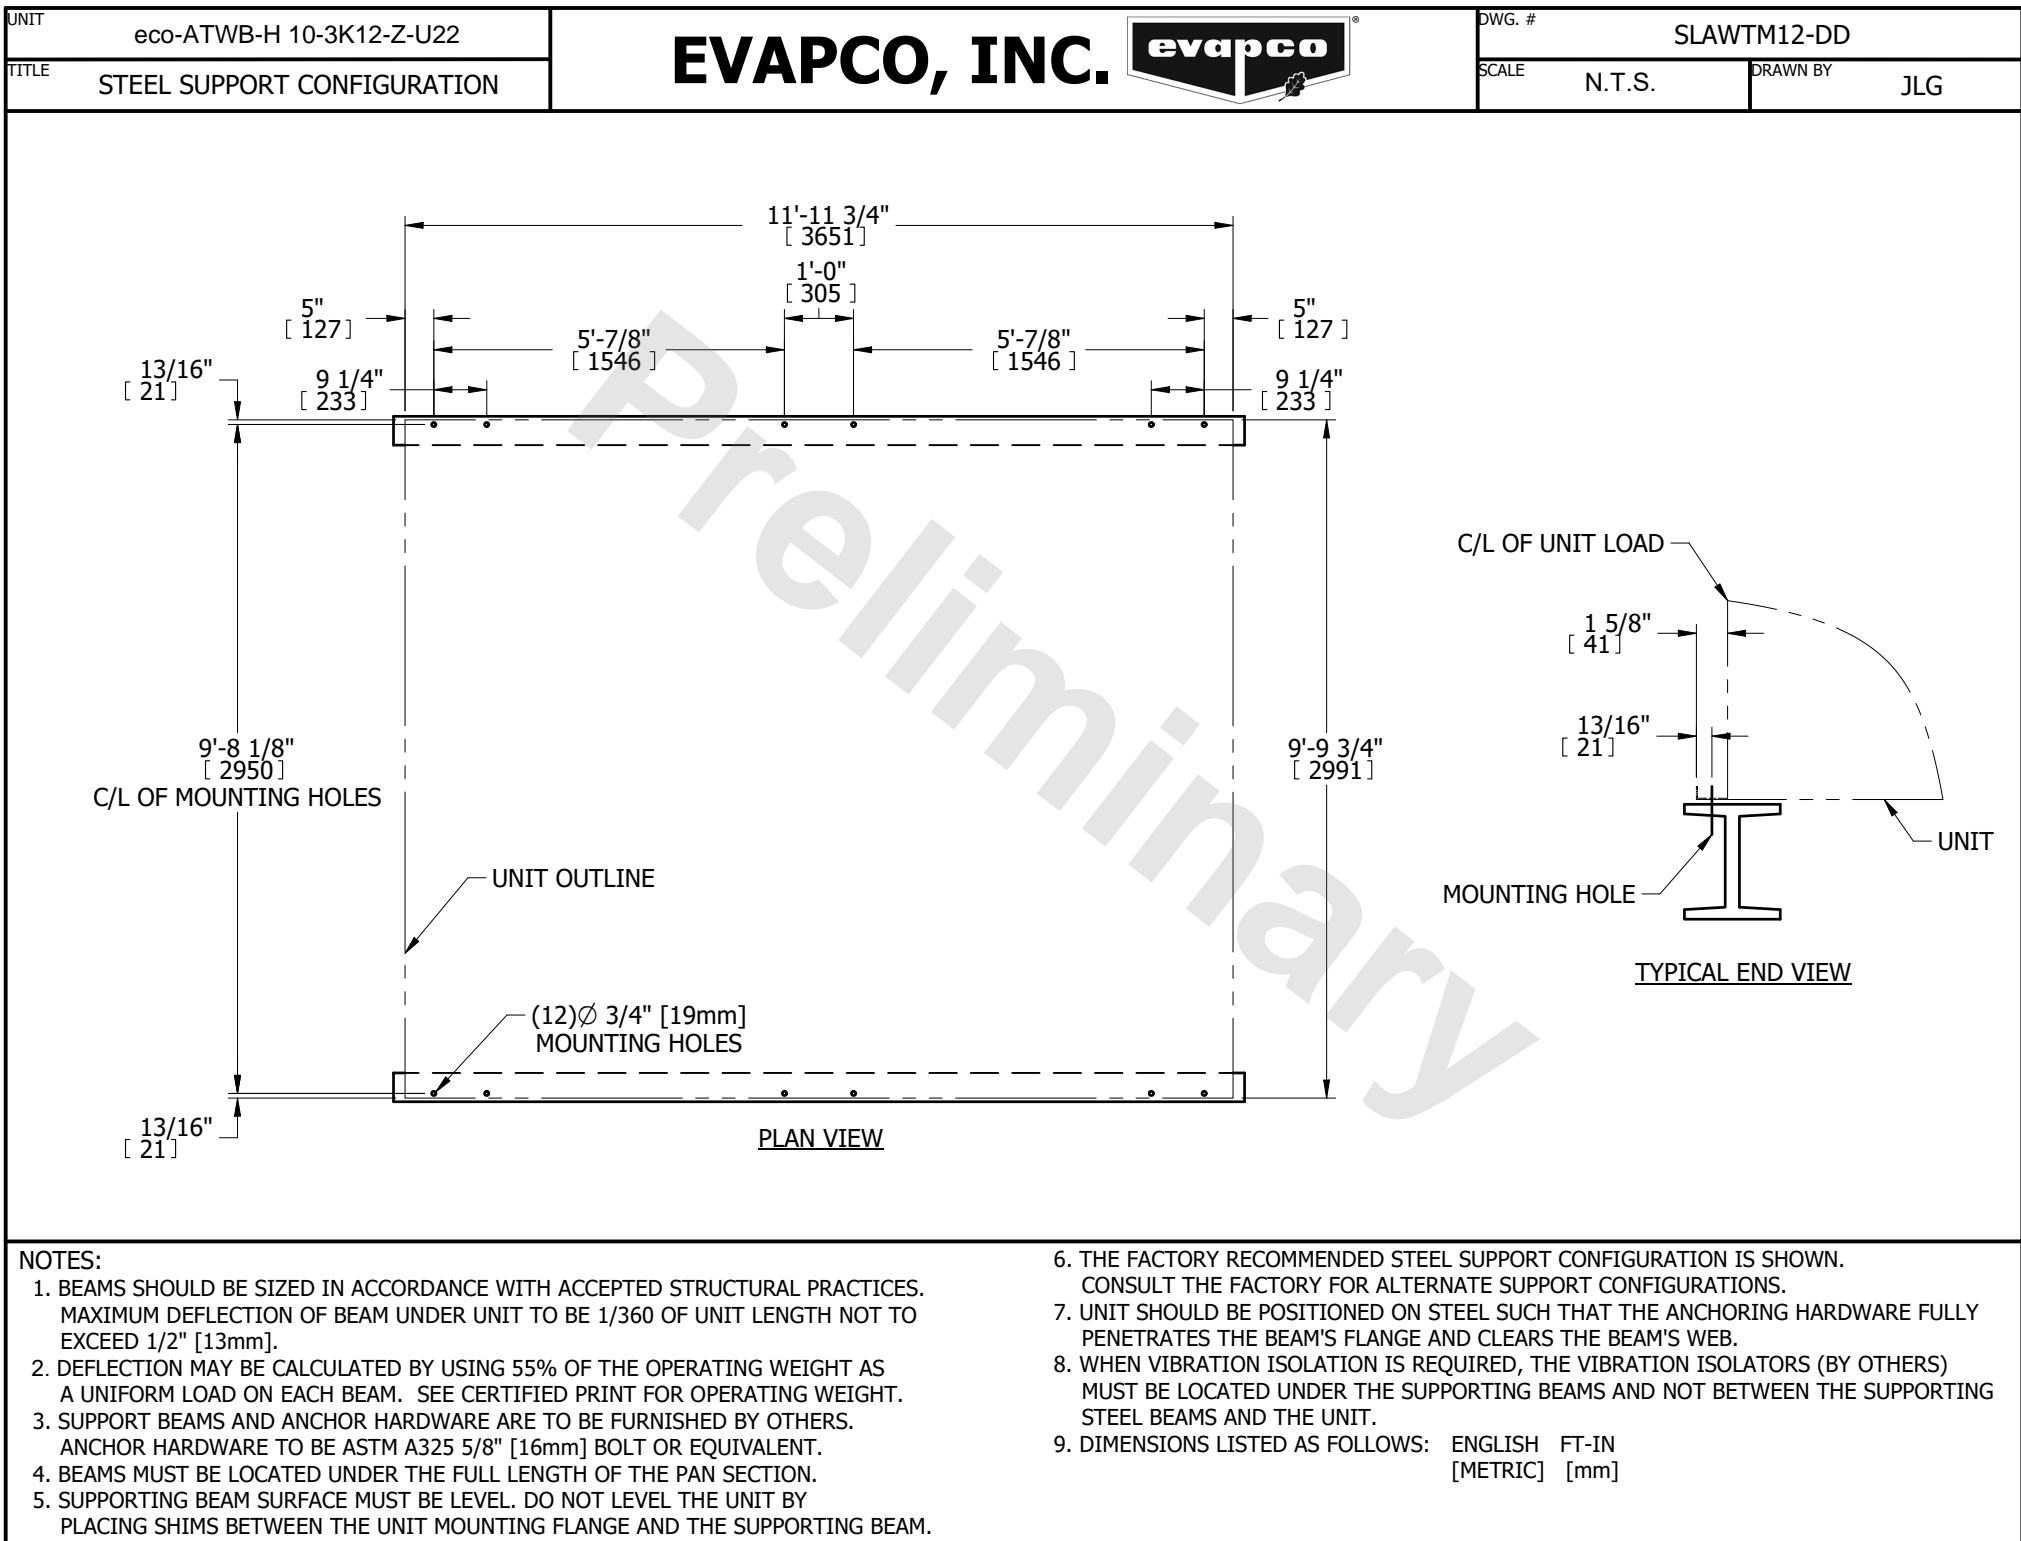 UNIT
eco-ATWB-H 10-3K12-Z-U22
TITLE
STEEL SUPPORT CONFIGURATION
EVAPCO, INC.
evapco
®
DWG. #
SLAWTM12-DD
SCALE
N.T.S.
DRAWN BY
JLG
11'-11 3/4"
[ 3651 ]
1'-0"
[ 305 ]
5"
[ 127 ]
5'-7/8"
[ 1546 ]
5'-7/8"
[ 1546 ]
5"
[ 127 ]
13/16"
[ 21 ]
9 1/4"
[ 233 ]
9 1/4"
[ 233 ]
Preliminary
C/L OF UNIT LOAD
1 5/8"
[ 41 ]
13/16"
[ 21 ]
UNIT
MOUNTING HOLE
TYPICAL END VIEW
9'-8 1/8"
[ 2950 ]
C/L OF MOUNTING HOLES
9'-9 3/4"
[ 2991 ]
UNIT OUTLINE
(12)∅ 3/4" [19mm]
MOUNTING HOLES
13/16"
[ 21 ]
PLAN VIEW
NOTES:
1. BEAMS SHOULD BE SIZED IN ACCORDANCE WITH ACCEPTED STRUCTURAL PRACTICES.
MAXIMUM DEFLECTION OF BEAM UNDER UNIT TO BE 1/360 OF UNIT LENGTH NOT TO
EXCEED 1/2" [13mm].
2. DEFLECTION MAY BE CALCULATED BY USING 55% OF THE OPERATING WEIGHT AS
A UNIFORM LOAD ON EACH BEAM. SEE CERTIFIED PRINT FOR OPERATING WEIGHT.
3. SUPPORT BEAMS AND ANCHOR HARDWARE ARE TO BE FURNISHED BY OTHERS.
ANCHOR HARDWARE TO BE ASTM A325 5/8" [16mm] BOLT OR EQUIVALENT.
4. BEAMS MUST BE LOCATED UNDER THE FULL LENGTH OF THE PAN SECTION.
5. SUPPORTING BEAM SURFACE MUST BE LEVEL. DO NOT LEVEL THE UNIT BY
PLACING SHIMS BETWEEN THE UNIT MOUNTING FLANGE AND THE SUPPORTING BEAM.
6. THE FACTORY RECOMMENDED STEEL SUPPORT CONFIGURATION IS SHOWN.
CONSULT THE FACTORY FOR ALTERNATE SUPPORT CONFIGURATIONS.
7. UNIT SHOULD BE POSITIONED ON STEEL SUCH THAT THE ANCHORING HARDWARE FULLY
PENETRATES THE BEAM'S FLANGE AND CLEARS THE BEAM'S WEB.
8. WHEN VIBRATION ISOLATION IS REQUIRED, THE VIBRATION ISOLATORS (BY OTHERS)
MUST BE LOCATED UNDER THE SUPPORTING BEAMS AND NOT BETWEEN THE SUPPORTING
STEEL BEAMS AND THE UNIT.
9. DIMENSIONS LISTED AS FOLLOWS: ENGLISH FT-IN
[METRIC] [mm]